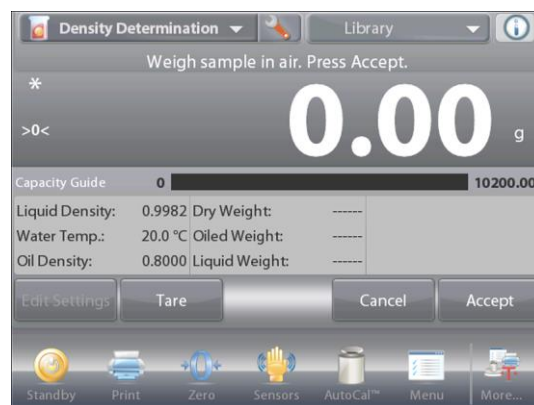 Density Determination Library
Weigh sample in air. Press Accept.
*
>0<
0.00 g
Capacity Guide 0 10200.00
Liquid Density: 0.9982 Dry Weight: ------
Water Temp.: 20.0 °C Oiled Weight: ------
Oil Density: 0.8000 Liquid Weight: ------
Edit Settings Tare Cancel Accept
Standby Print Zero Sensors AutoCal™ Menu More...